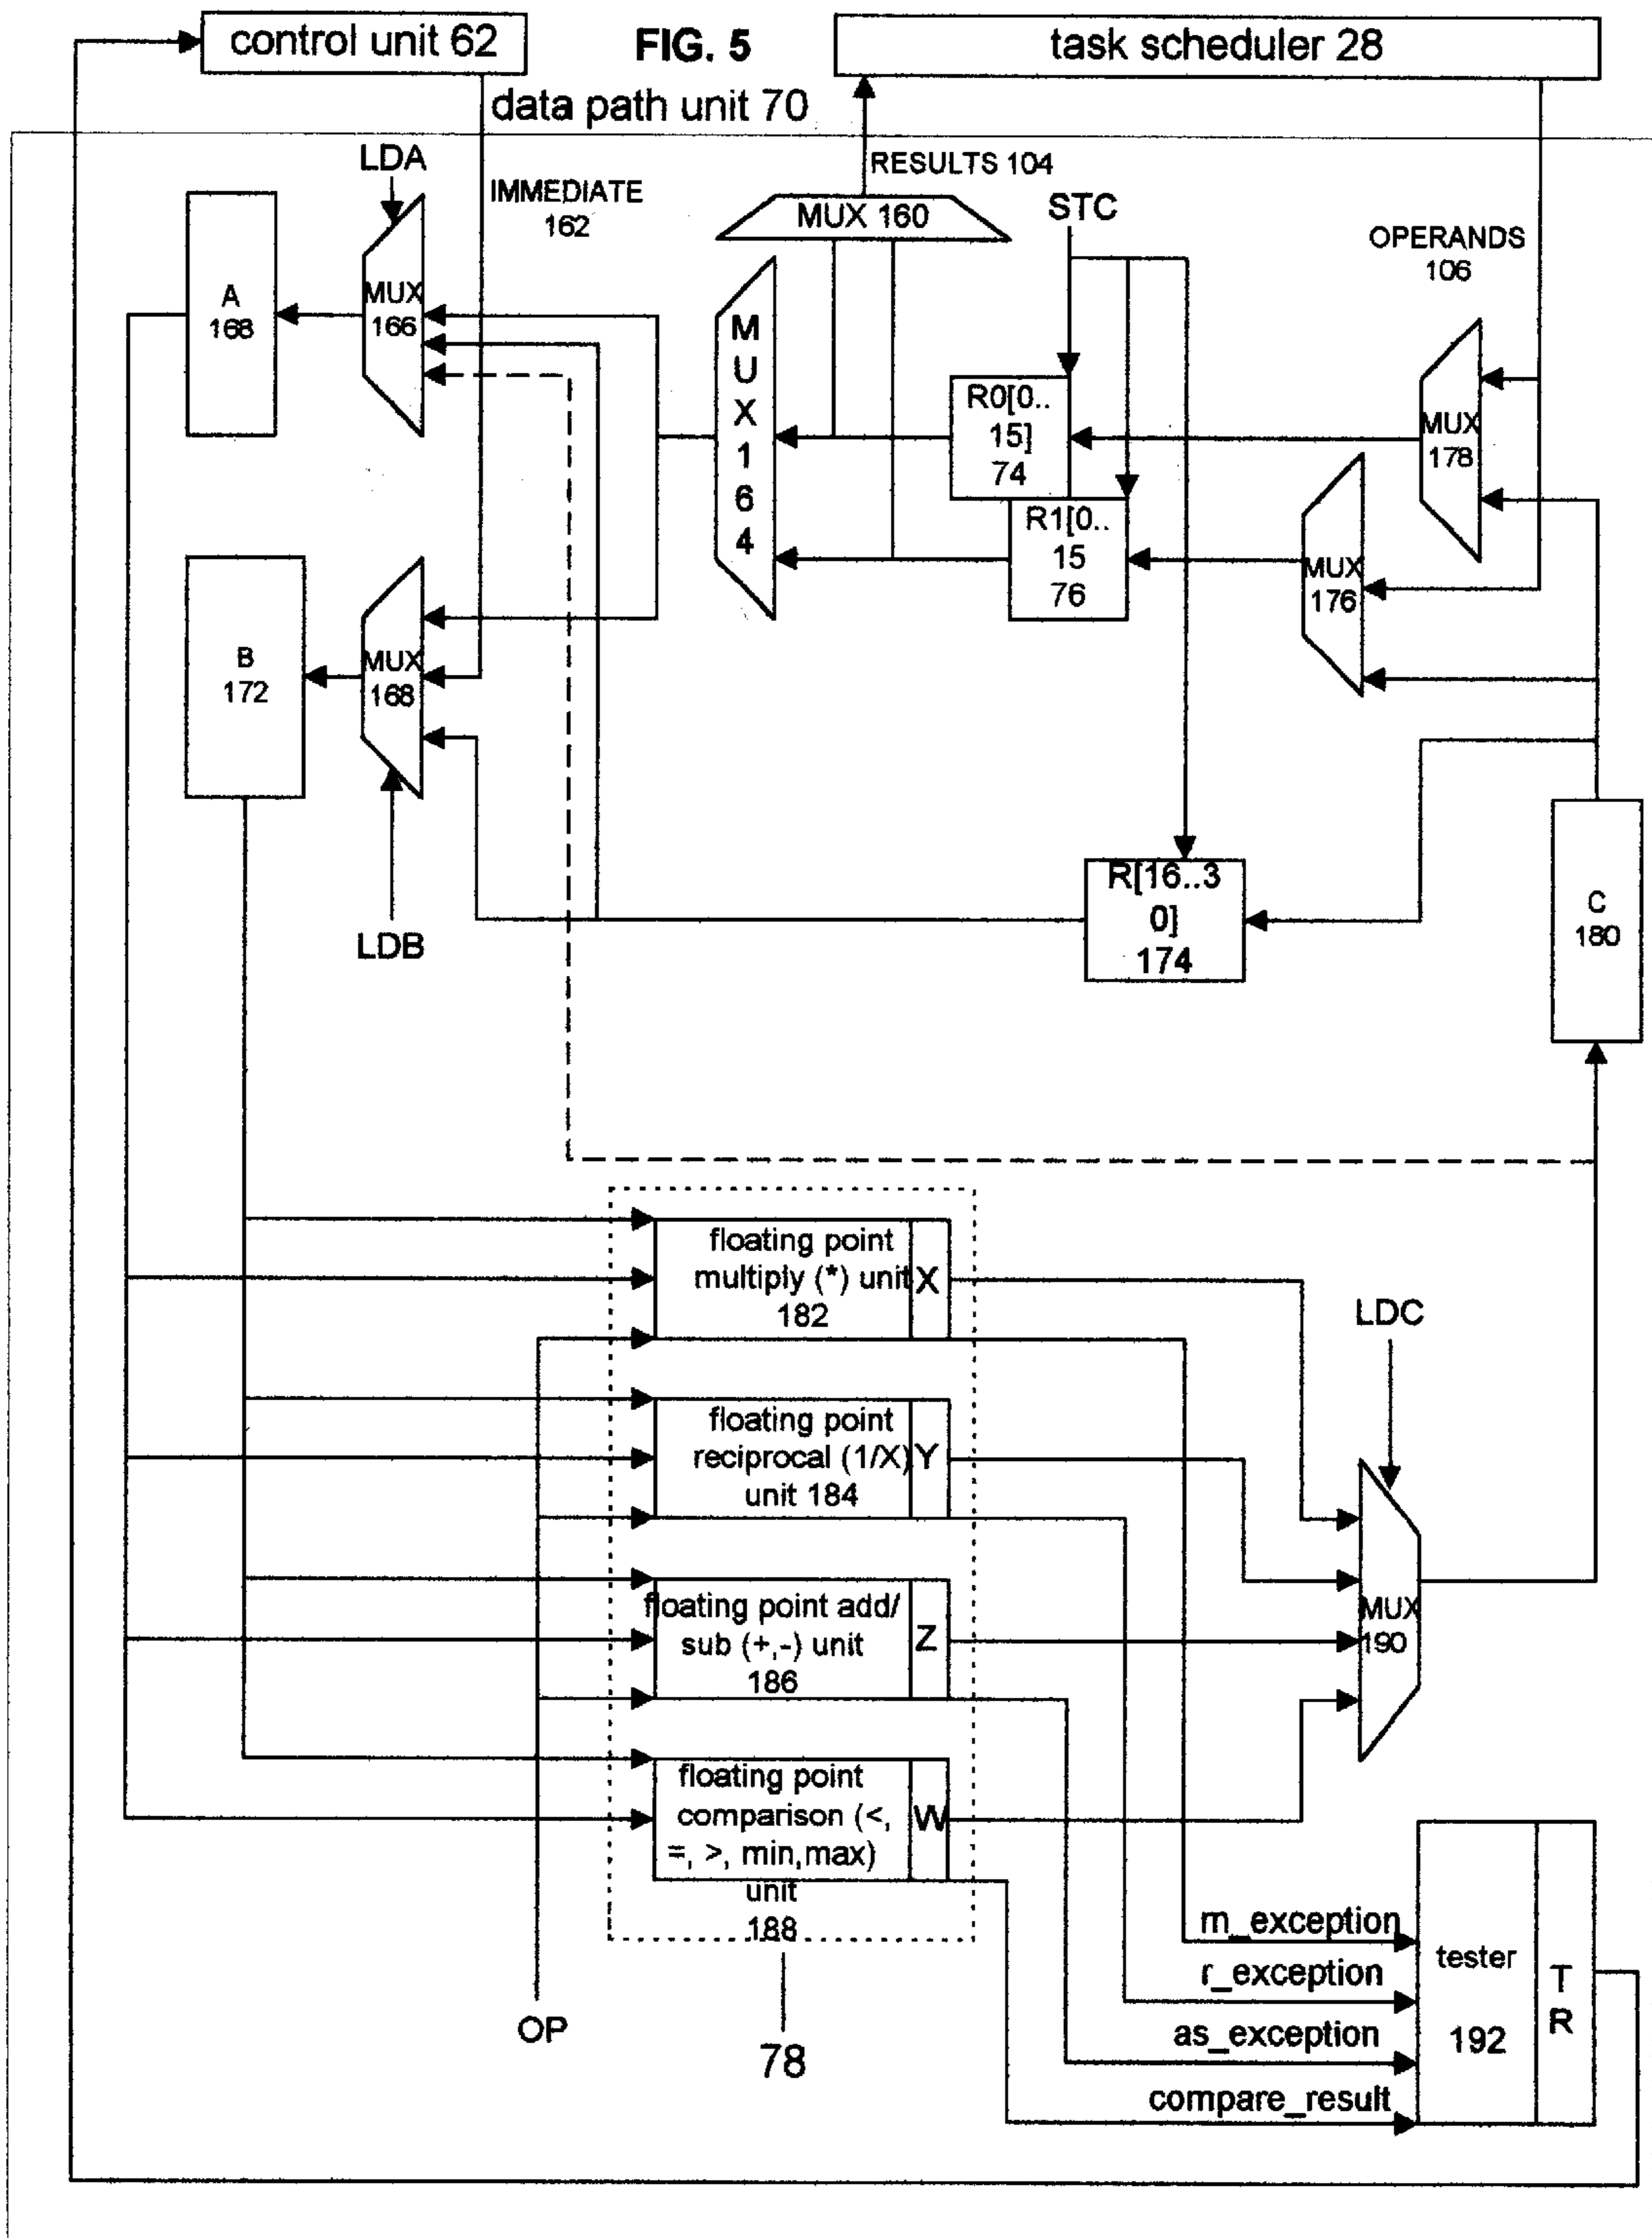 control unit 62
FIG. 5
task scheduler 28
data path unit 70
LDA
IMMEDIATE
162
RESULTS 104
MUX 160
STC
OPERANDS
106
A
168
MUX
166
M
U
X
1
6
4
R0[0..
15]
74
MUX
178
R1[0..
15
76
MUX
176
B
172
MUX
168
LDB
R[16..3
0]
174
C
180
floating point
multiply (*) unit
182
X
LDC
floating point
reciprocal (1/X)
unit 184
Y
floating point add/
sub (+,-) unit
186
Z
MUX
190
floating point
comparison (<,
=, >, min,max)
unit
188
W
OP
78
m_exception
r_exception
as_exception
compare_result
tester
192
T
R